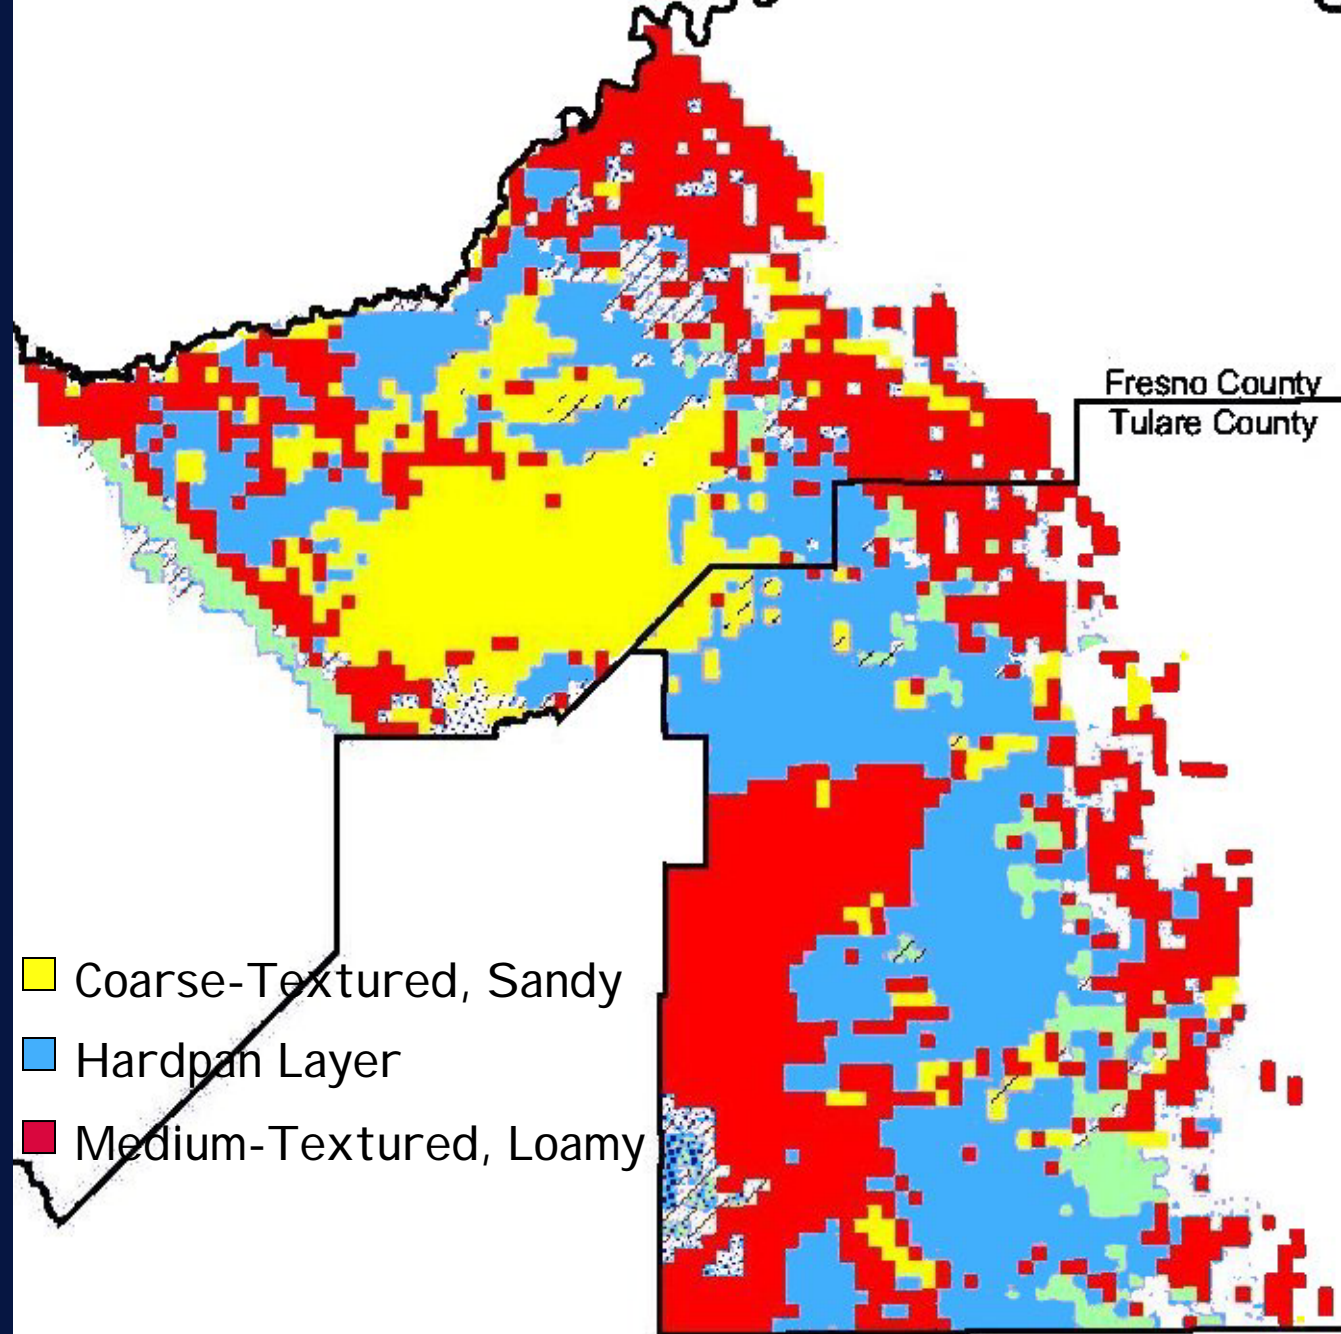 Fresno County
Tulare County
Coarse-Textured, Sandy
Hardpan Layer
Medium-Textured, Loamy